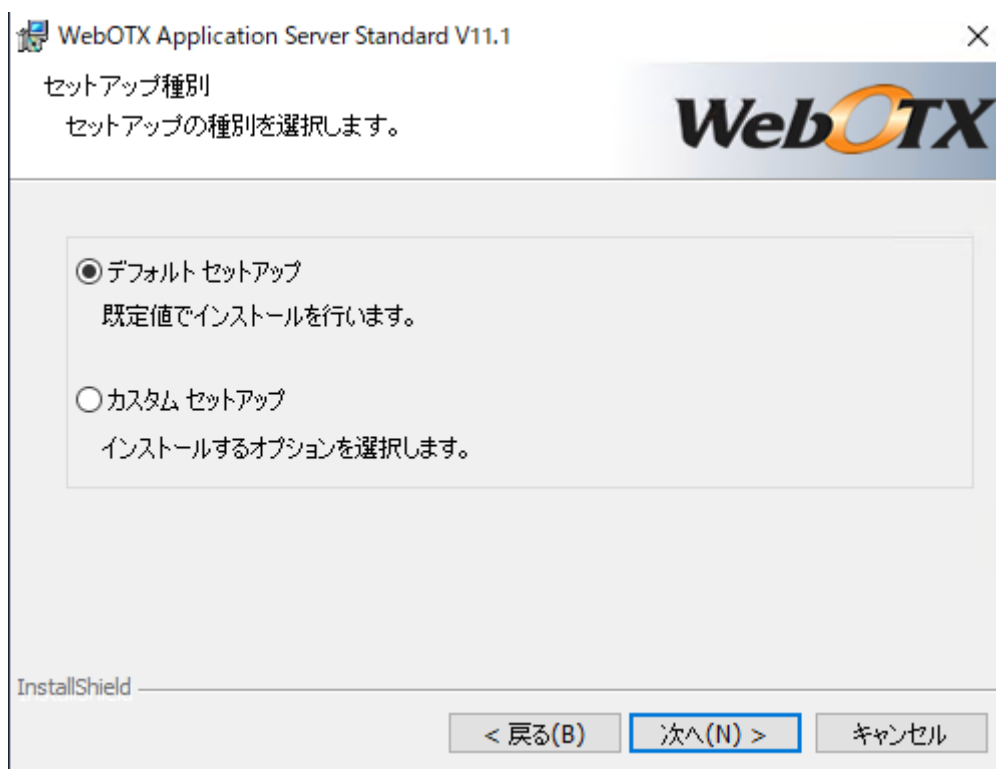 WebOTX Application Server Standard V11.1
セットアップ種別
セットアップの種別を選択します。
WebOTX
デフォルト セットアップ
既定値でインストールを行います。
カスタム セットアップ
インストールするオプションを選択します。
InstallShield
< 戻る(B)
次へ(N) >
キャンセル